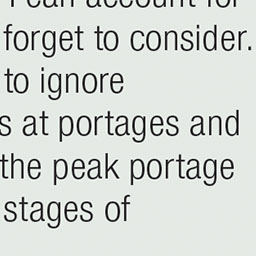 I can account for
forget to consider.
to ignore
s at portages and
the peak portage
stages of